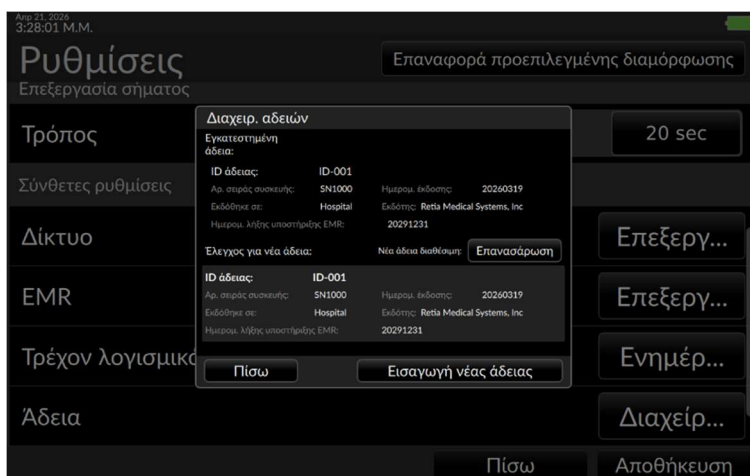 Απρ 21, 2026
3:28:01 Μ.Μ.
Ρυθμίσεις
Επαναφορά προεπιλεγμένης διαμόρφωσης
Επεξεργασία σήματος
Τρόπος
20 sec
Σύνθετες ρυθμίσεις
Δίκτυο
Επεξεργ...
EMR
Επεξεργ...
Τρέχον λογισμικό
Ενημέρ...
Άδεια
Διαχείρ...
Πίσω
Αποθήκευση
Διαχειρ. αδειών
Εγκατεστημένη
άδεια:
ID άδειας: ID-001
Αρ. σειράς συσκευής: SN1000 Ημερομ. έκδοσης: 20260319
Εκδόθηκε σε: Hospital Εκδότης: Retia Medical Systems, Inc
Ημερομ. λήξης υποστήριξης EMR: 20291231
Έλεγχος για νέα άδεια: Νέα άδεια διαθέσιμη: Επανασάρωση
ID άδειας: ID-001
Αρ. σειράς συσκευής: SN1000 Ημερομ. έκδοσης: 20260319
Εκδόθηκε σε: Hospital Εκδότης: Retia Medical Systems, Inc
Ημερομ. λήξης υποστήριξης EMR: 20291231
Πίσω
Εισαγωγή νέας άδειας